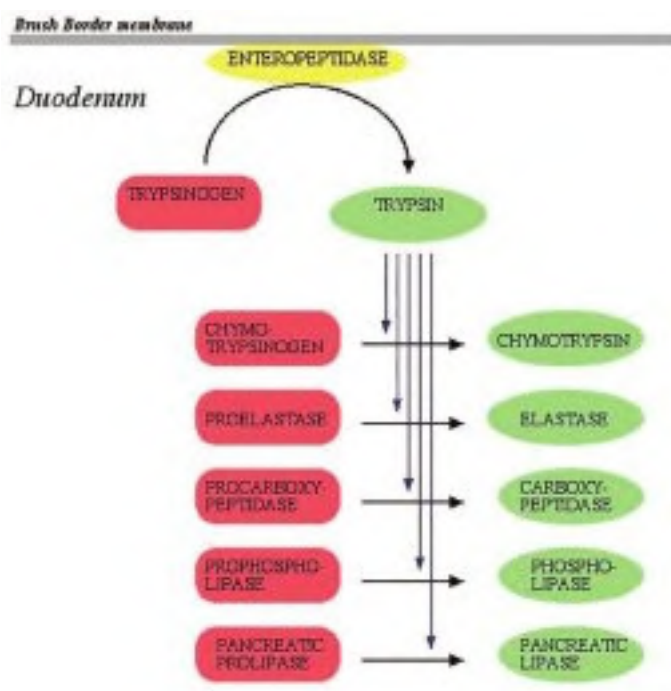 Brush Border membrane
ENTEROPEPTIDASE
Duodenum
TRYPSINOGEN
TRYPSIN
CHYMO-
TRYPSINOGEN
CHYMOTRYPSIN
PROELASTASE
ELASTASE
PROCARBOXY-
PEPTIDASE
CARBOXY-
PEPTIDASE
PROPHOSPHO-
LIPASE
PHOSPHO-
LIPASE
PANCREATIC
PROLIPASE
PANCREATIC
LIPASE